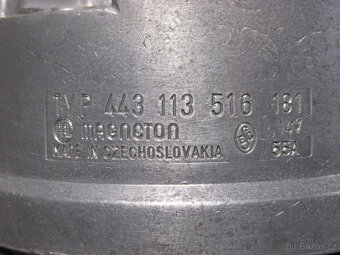 TYP 443 113 516 181
magneton 14V
MADE IN CZECHOSLOVAKIA 55A